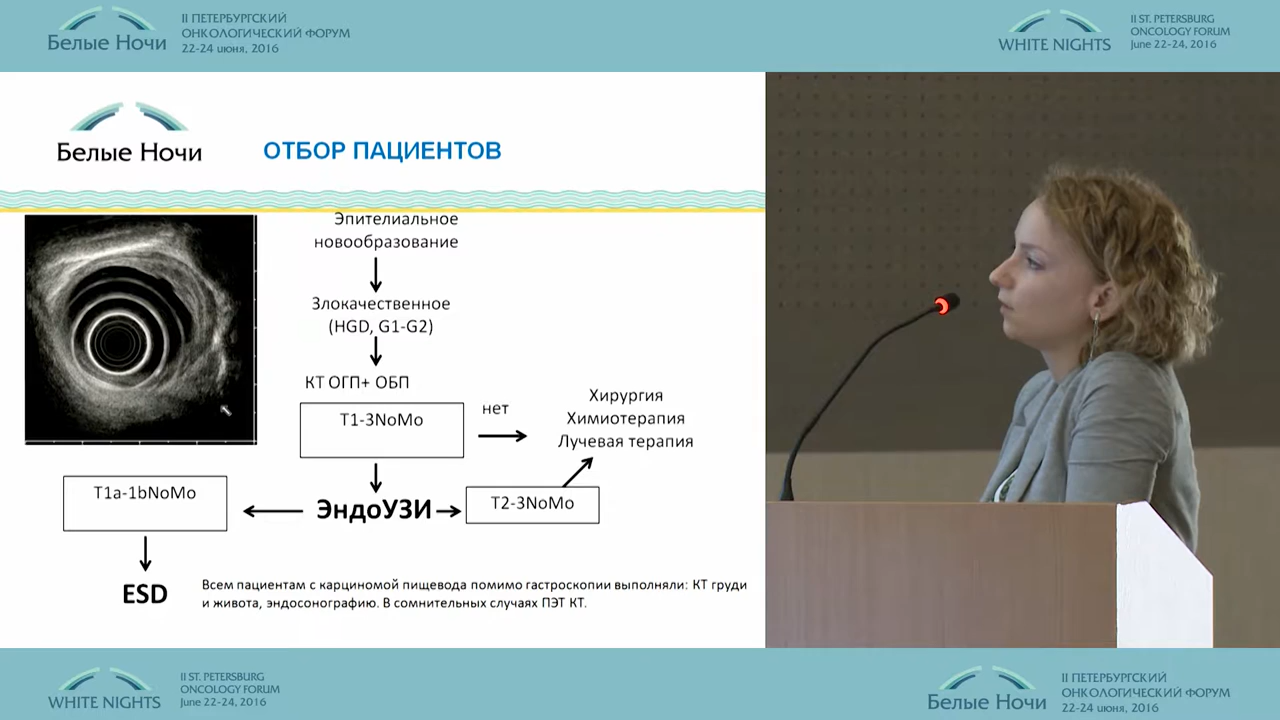 Белые Ночи
II ПЕТЕРБУРГСКИЙ
ОНКОЛОГИЧЕСКИЙ ФОРУМ
22-24 июня, 2016
WHITE NIGHTS
II ST. PETERSBURG
ONCOLOGY FORUM
June 22-24, 2016
Белые Ночи
ОТБОР ПАЦИЕНТОВ
Эпителиальное
новообразование
Злокачественное
(HGD, G1-G2)
КТ ОГП+ ОБП
T1-3NoMo
нет
Хирургия
Химиотерапия
Лучевая терапия
T1a-1bNoMo
ЭндоУЗИ
T2-3NoMo
ESD
Всем пациентам с карциномой пищевода помимо гастроскопии выполняли: КТ груди
и живота, эндосонографию. В сомнительных случаях ПЭТ КТ.
WHITE NIGHTS
II ST. PETERSBURG
ONCOLOGY FORUM
June 22-24, 2016
Белые Ночи
II ПЕТЕРБУРГСКИЙ
ОНКОЛОГИЧЕСКИЙ ФОРУМ
22-24 июня, 2016